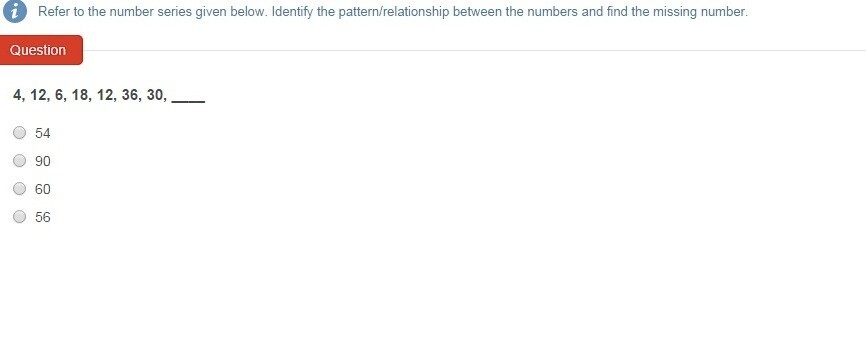 i Refer to the number series given below. Identify the pattern/relationship between the numbers and find the missing number.
Question
4, 12, 6, 18, 12, 36, 30, ____
54
90
60
56